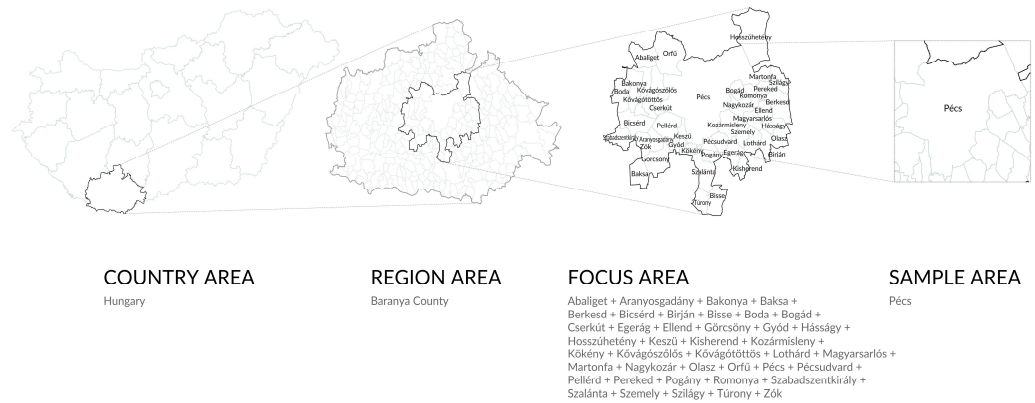 Hosszúhetény
Orfű
Abaliget
Martonfa
Szilágy
Bakonya
Boda
Kővágószőlős
Bogád
Pereked
Romonya
Kővágótöttös
Pécs
Berkesd
Nagykozár
Cserkút
Ellend
Magyarsarlós
Bicsérd
Pellérd
Kozármisleny
Hásságy
Szemely
Szabadszentkirály
Aranyosgadány
Keszü
Olasz
Zók
Gyód
Pécsudvard
Lothárd
Kökény
Pogány
Egerág
Birján
Görcsöny
Baksa
Szalánta
Kisherend
Bisse
Túrony
Pécs
COUNTRY AREA
Hungary
REGION AREA
Baranya County
FOCUS AREA
Abaliget + Aranyosgadány + Bakonya + Baksa +
Berkesd + Bicsérd + Birján + Bisse + Boda + Bogád +
Cserkút + Egerág + Ellend + Görcsöny + Gyód + Hásságy +
Hosszúhetény + Keszü + Kisherend + Kozármisleny +
Kökény + Kővágószőlős + Kővágótöttös + Lothárd + Magyarsarlós +
Martonfa + Nagykozár + Olasz + Orfű + Pécs + Pécsudvard +
Pellérd + Pereked + Pogány + Romonya + Szabadszentkirály +
Szalánta + Szemely + Szilágy + Túrony + Zók
SAMPLE AREA
Pécs